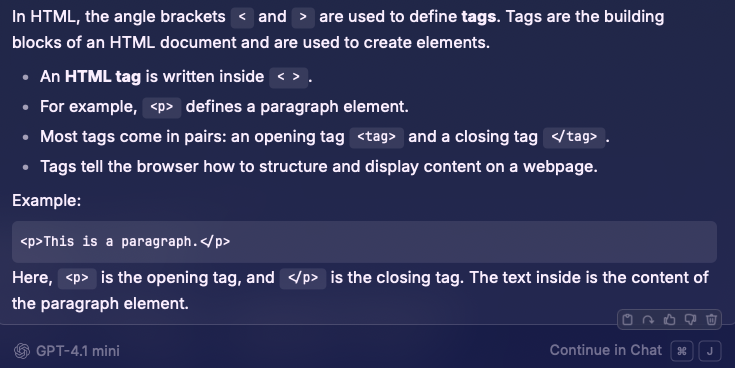 In HTML, the angle brackets < and > are used to define tags. Tags are the building
blocks of an HTML document and are used to create elements.
• An HTML tag is written inside < >.
• For example, <p> defines a paragraph element.
• Most tags come in pairs: an opening tag <tag> and a closing tag </tag>.
• Tags tell the browser how to structure and display content on a webpage.
Example:
<p>This is a paragraph.</p>
Here, <p> is the opening tag, and </p> is the closing tag. The text inside is the content of
the paragraph element.
GPT-4.1 mini Continue in Chat ⌘ J